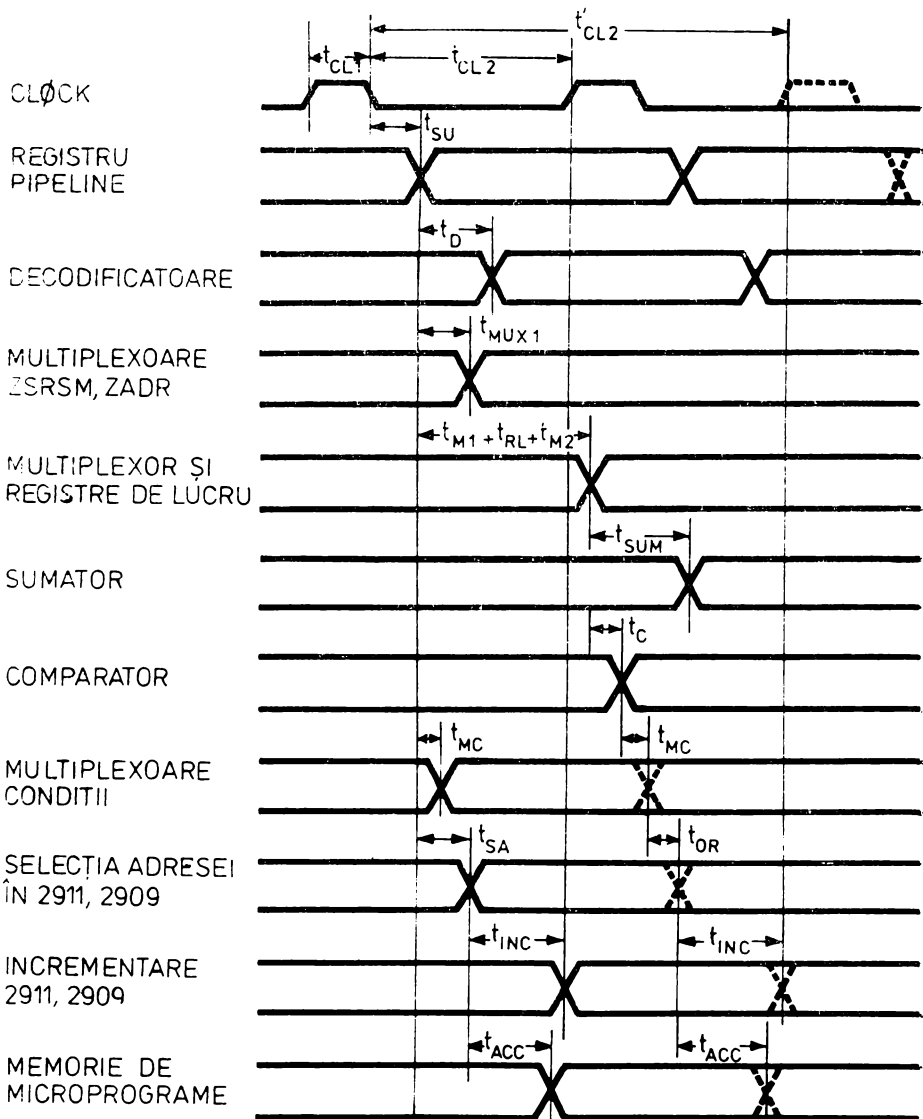 t'CL2
tCL1
tCL2
CLØCK
tSU
REGISTRU
PIPELINE
tD
DECODIFICATOARE
tMUX1
MULTIPLEXOARE
ZSRSM, ZADR
tM1 + tRL + tM2
MULTIPLEXOR ȘI
REGISTRE DE LUCRU
tSUM
SUMATOR
tC
COMPARATOR
tMC
tMC
MULTIPLEXOARE
CONDITII
tSA
tOR
SELECȚIA ADRESEI
ÎN 2911, 2909
tINC
tINC
INCREMENTARE
2911, 2909
tACC
tACC
MEMORIE DE
MICROPROGRAME